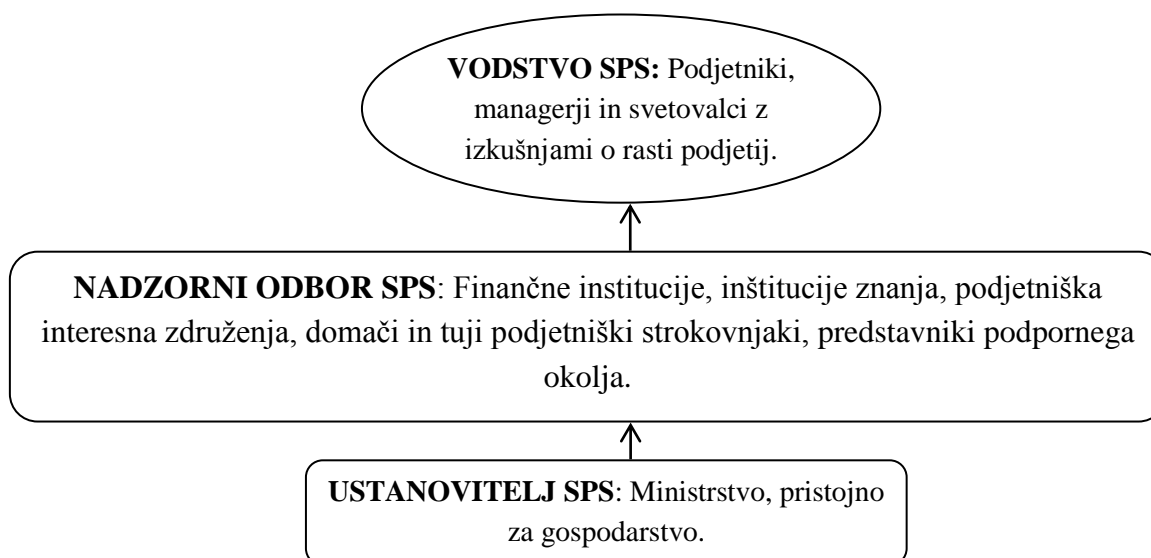 VODSTVO SPS: Podjetniki,
managerji in svetovalci z
izkušnjami o rasti podjetij.
NADZORNI ODBOR SPS: Finančne institucije, inštitucije znanja, podjetniška
interesna združenja, domači in tuji podjetniški strokovnjaki, predstavniki podpornega
okolja.
USTANOVITELJ SPS: Ministrstvo, pristojno
za gospodarstvo.